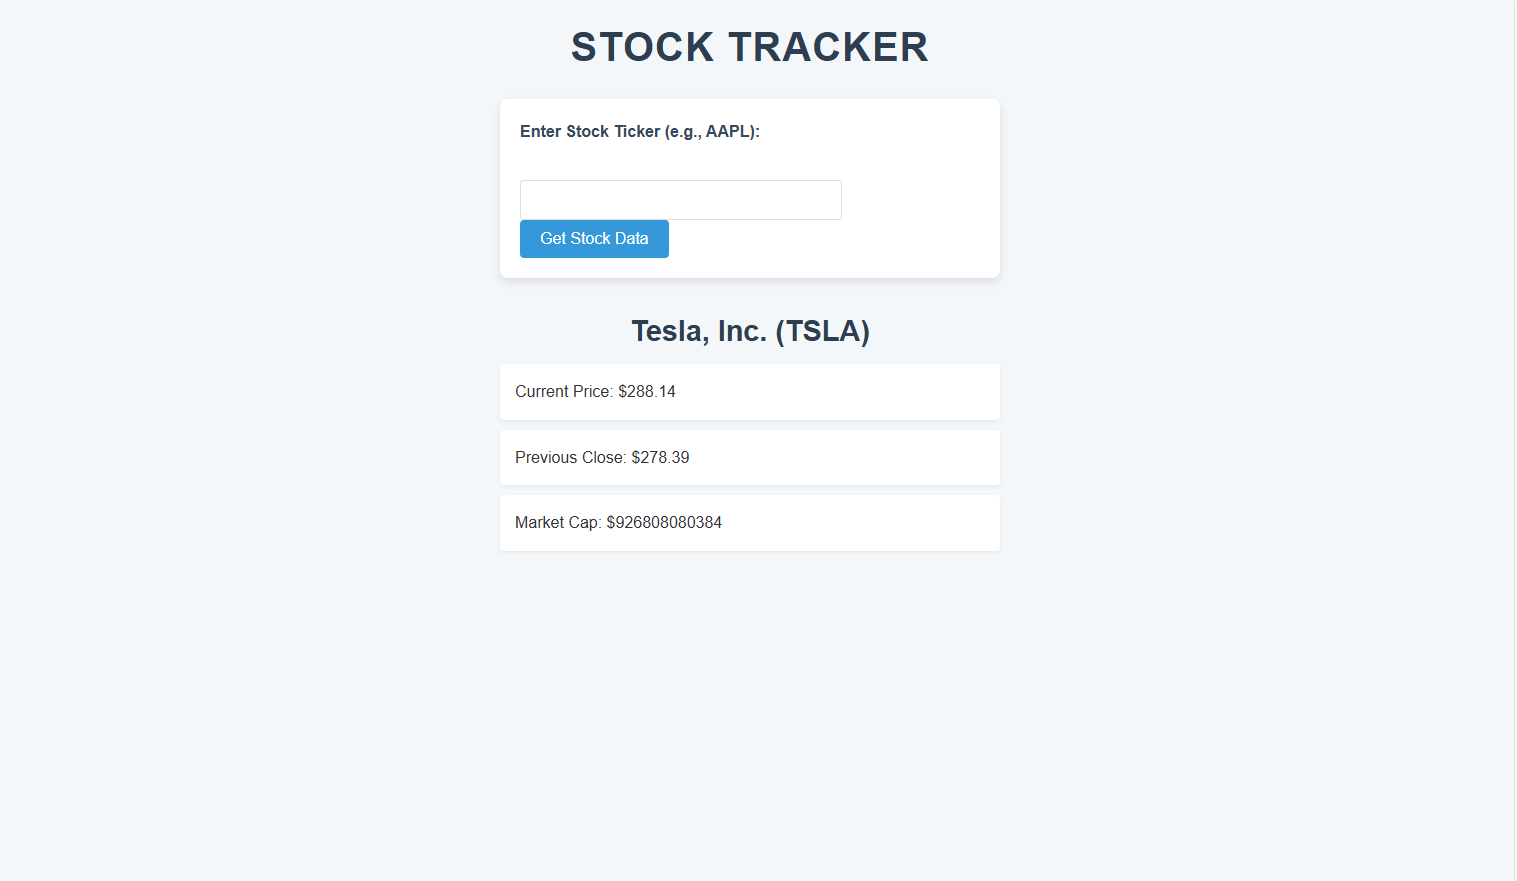 STOCK TRACKER
Enter Stock Ticker (e.g., AAPL):
Get Stock Data
Tesla, Inc. (TSLA)
Current Price: $288.14
Previous Close: $278.39
Market Cap: $926808080384